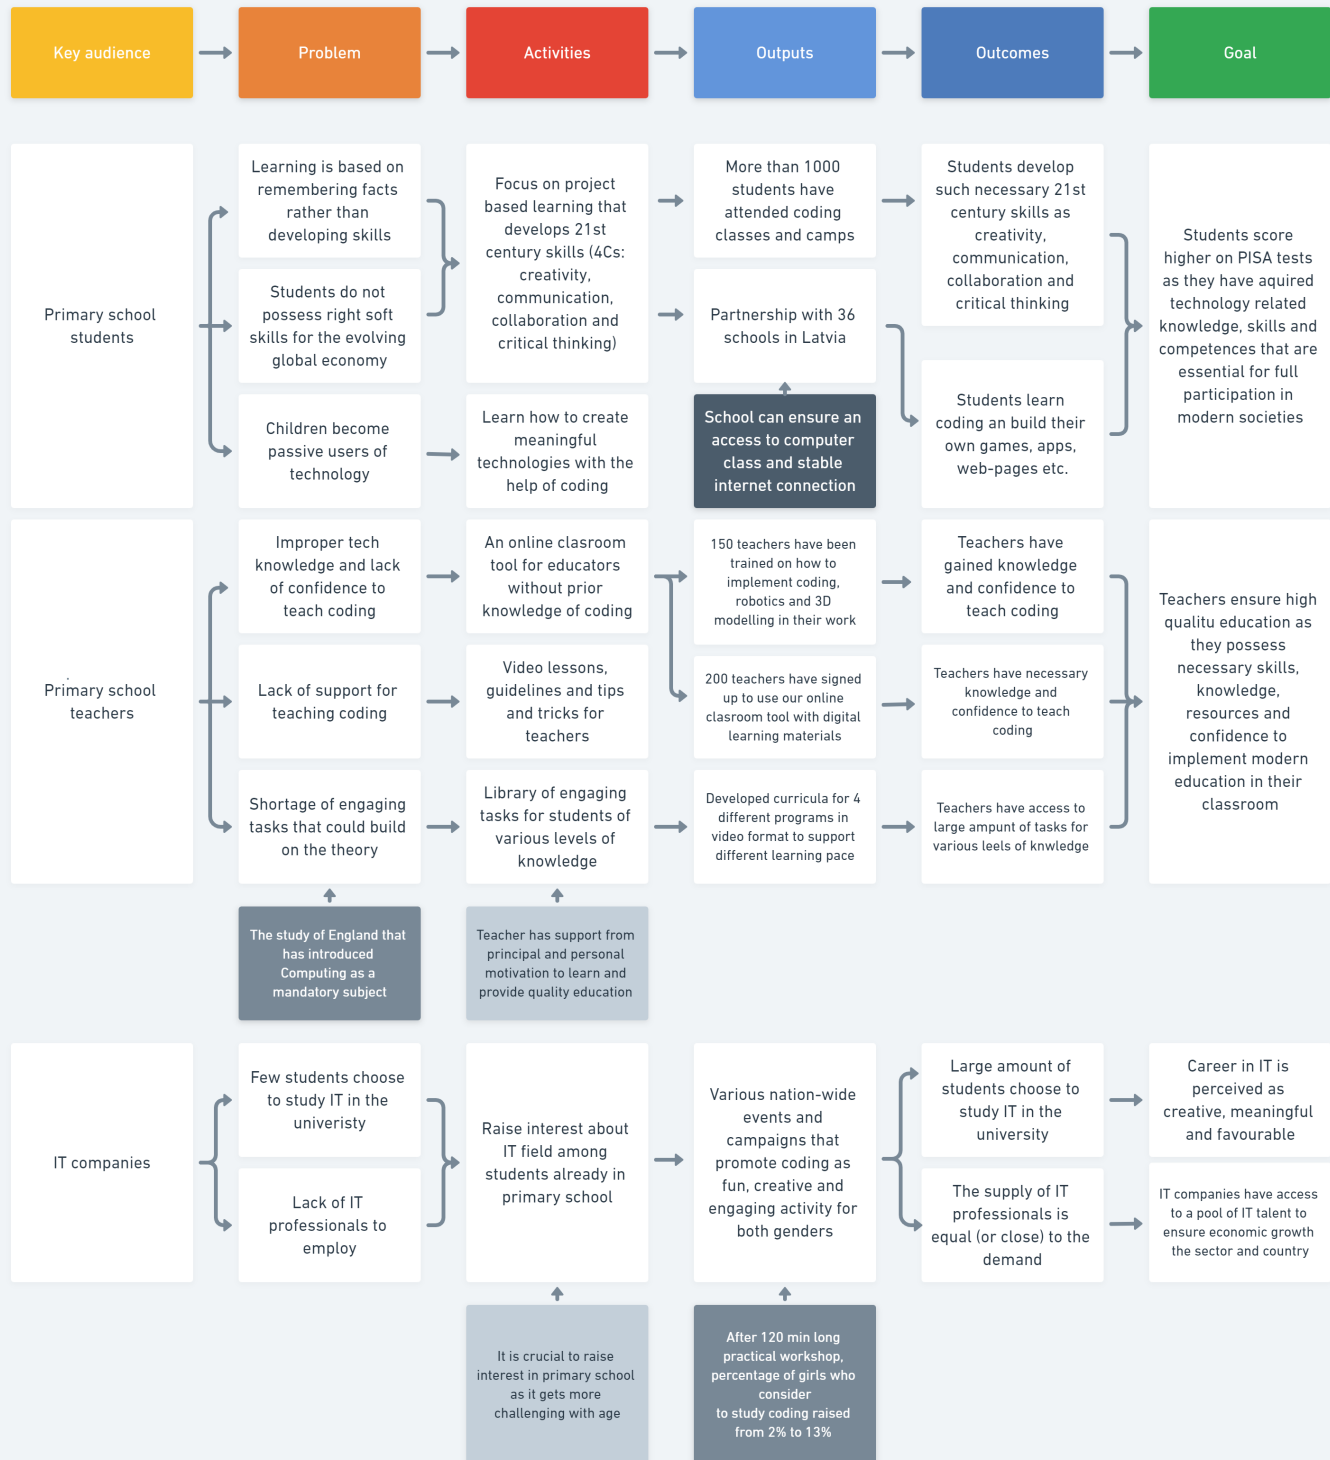 Key audience
Problem
Activities
Outputs
Outcomes
Goal
Primary school
students
Learning is based on
remembering facts
rather than
developing skills
Students do not
possess right soft
skills for the evolving
global economy
Children become
passive users of
technology
Focus on project
based learning that
develops 21st
century skills (4Cs:
creativity,
communication,
collaboration and
critical thinking)
Learn how to create
meaningful
technologies with the
help of coding
More than 1000
students have
attended coding
classes and camps
Partnership with 36
schools in Latvia
School can ensure an
access to computer
class and stable
internet connection
Students develop
such necessary 21st
century skills as
creativity,
communication,
collaboration and
critical thinking
Students learn
coding an build their
own games, apps,
web-pages etc.
Students score
higher on PISA tests
as they have aquired
technology related
knowledge, skills and
competences that are
essential for full
participation in
modern societies
Primary school
teachers
Improper tech
knowledge and lack
of confidence to
teach coding
Lack of support for
teaching coding
Shortage of engaging
tasks that could build
on the theory
The study of England that
has introduced
Computing as a
mandatory subject
An online clasroom
tool for educators
without prior
knowledge of coding
Video lessons,
guidelines and tips
and tricks for
teachers
Library of engaging
tasks for students of
various levels of
knowledge
Teacher has support from
principal and personal
motivation to learn and
provide quality education
150 teachers have been
trained on how to
implement coding,
robotics and 3D
modelling in their work
200 teachers have signed
up to use our online
clasroom tool with digital
learning materials
Developed curricula for 4
different programs in
video format to support
different learning pace
Teachers have
gained knowledge
and confidence to
teach coding
Teachers have necessary
knowledge and
confidence to teach
coding
Teachers have access to
large amount of tasks for
various leels of knwledge
Teachers ensure high
qualitu education as
they possess
necessary skills,
knowledge,
resources and
confidence to
implement modern
education in their
classroom
IT companies
Few students choose
to study IT in the
univeristy
Lack of IT
professionals to
employ
Raise interest about
IT field among
students already in
primary school
It is crucial to raise
interest in primary school
as it gets more
challenging with age
Various nation-wide
events and
campaigns that
promote coding as
fun, creative and
engaging activity for
both genders
After 120 min long
practical workshop,
percentage of girls who
consider
to study coding raised
from 2% to 13%
Large amount of
students choose to
study IT in the
university
The supply of IT
professionals is
equal (or close) to the
demand
Career in IT is
perceived as
creative, meaningful
and favourable
IT companies have access
to a pool of IT talent to
ensure economic growth
the sector and country